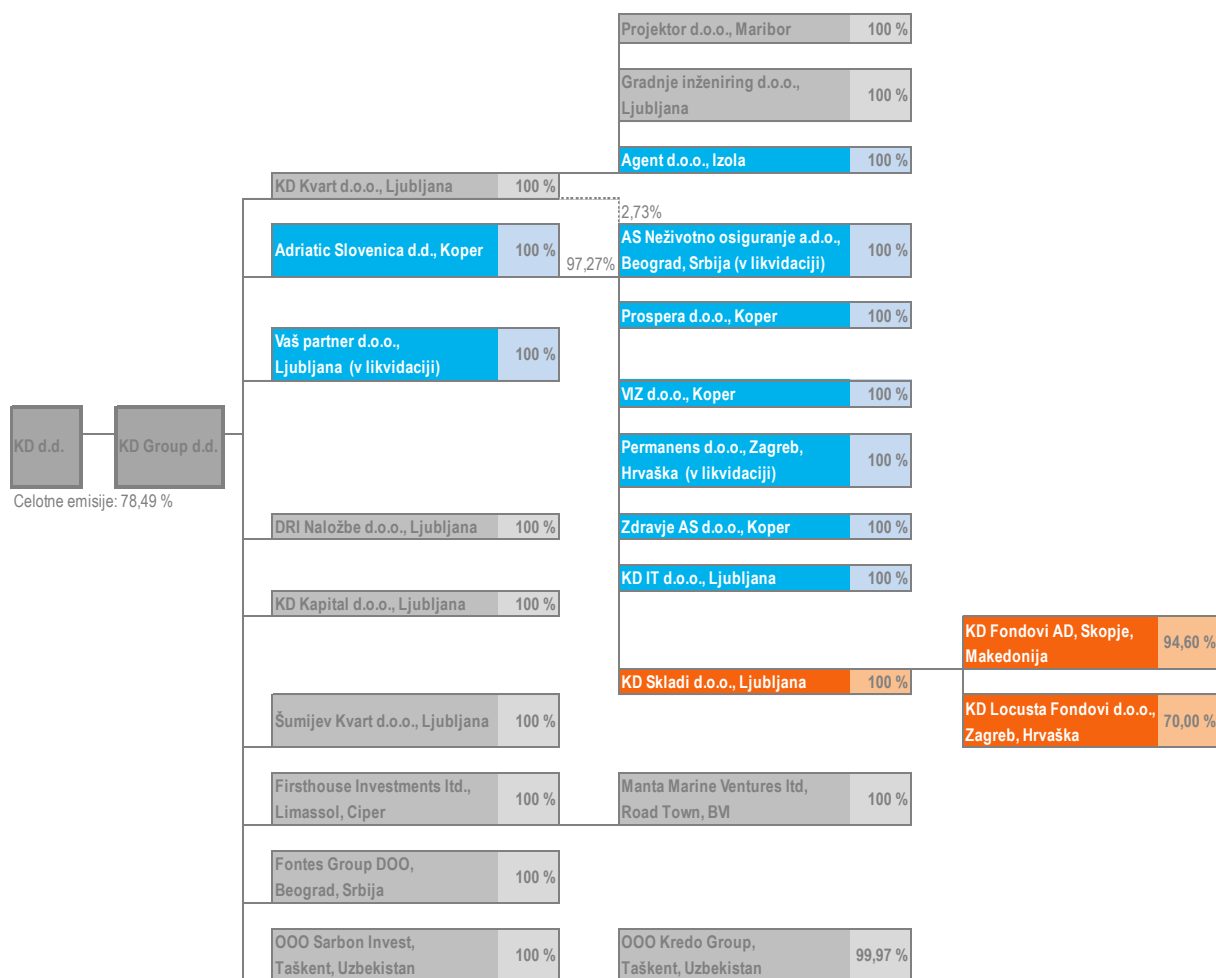 Projektor d.o.o., Maribor 100 %
Gradnje inženiring d.o.o.,
Ljubljana 100 %
Agent d.o.o., Izola 100 %
KD Kvart d.o.o., Ljubljana 100 %
2,73%
Adriatic Slovenica d.d., Koper 100 %
97,27%
AS Neživotno osiguranje a.d.o.,
Beograd, Srbija (v likvidaciji) 100 %
Prospera d.o.o., Koper 100 %
Vaš partner d.o.o.,
Ljubljana (v likvidaciji) 100 %
VIZ d.o.o., Koper 100 %
KD d.d.
KD Group d.d.
Celotne emisije: 78,49 %
Permanens d.o.o., Zagreb,
Hrvaška (v likvidaciji) 100 %
DRI Naložbe d.o.o., Ljubljana 100 %
Zdravje AS d.o.o., Koper 100 %
KD IT d.o.o., Ljubljana 100 %
KD Kapital d.o.o., Ljubljana 100 %
KD Fondovi AD, Skopje,
Makedonija 94,60 %
KD Skladi d.o.o., Ljubljana 100 %
KD Locusta Fondovi d.o.o.,
Zagreb, Hrvaška 70,00 %
Šumijev Kvart d.o.o., Ljubljana 100 %
Firsthouse Investments ltd.,
Limassol, Ciper 100 %
Manta Marine Ventures ltd,
Road Town, BVI 100 %
Fontes Group DOO,
Beograd, Srbija 100 %
OOO Sarbon Invest,
Taškent, Uzbekistan 100 %
OOO Kredo Group,
Taškent, Uzbekistan 99,97 %